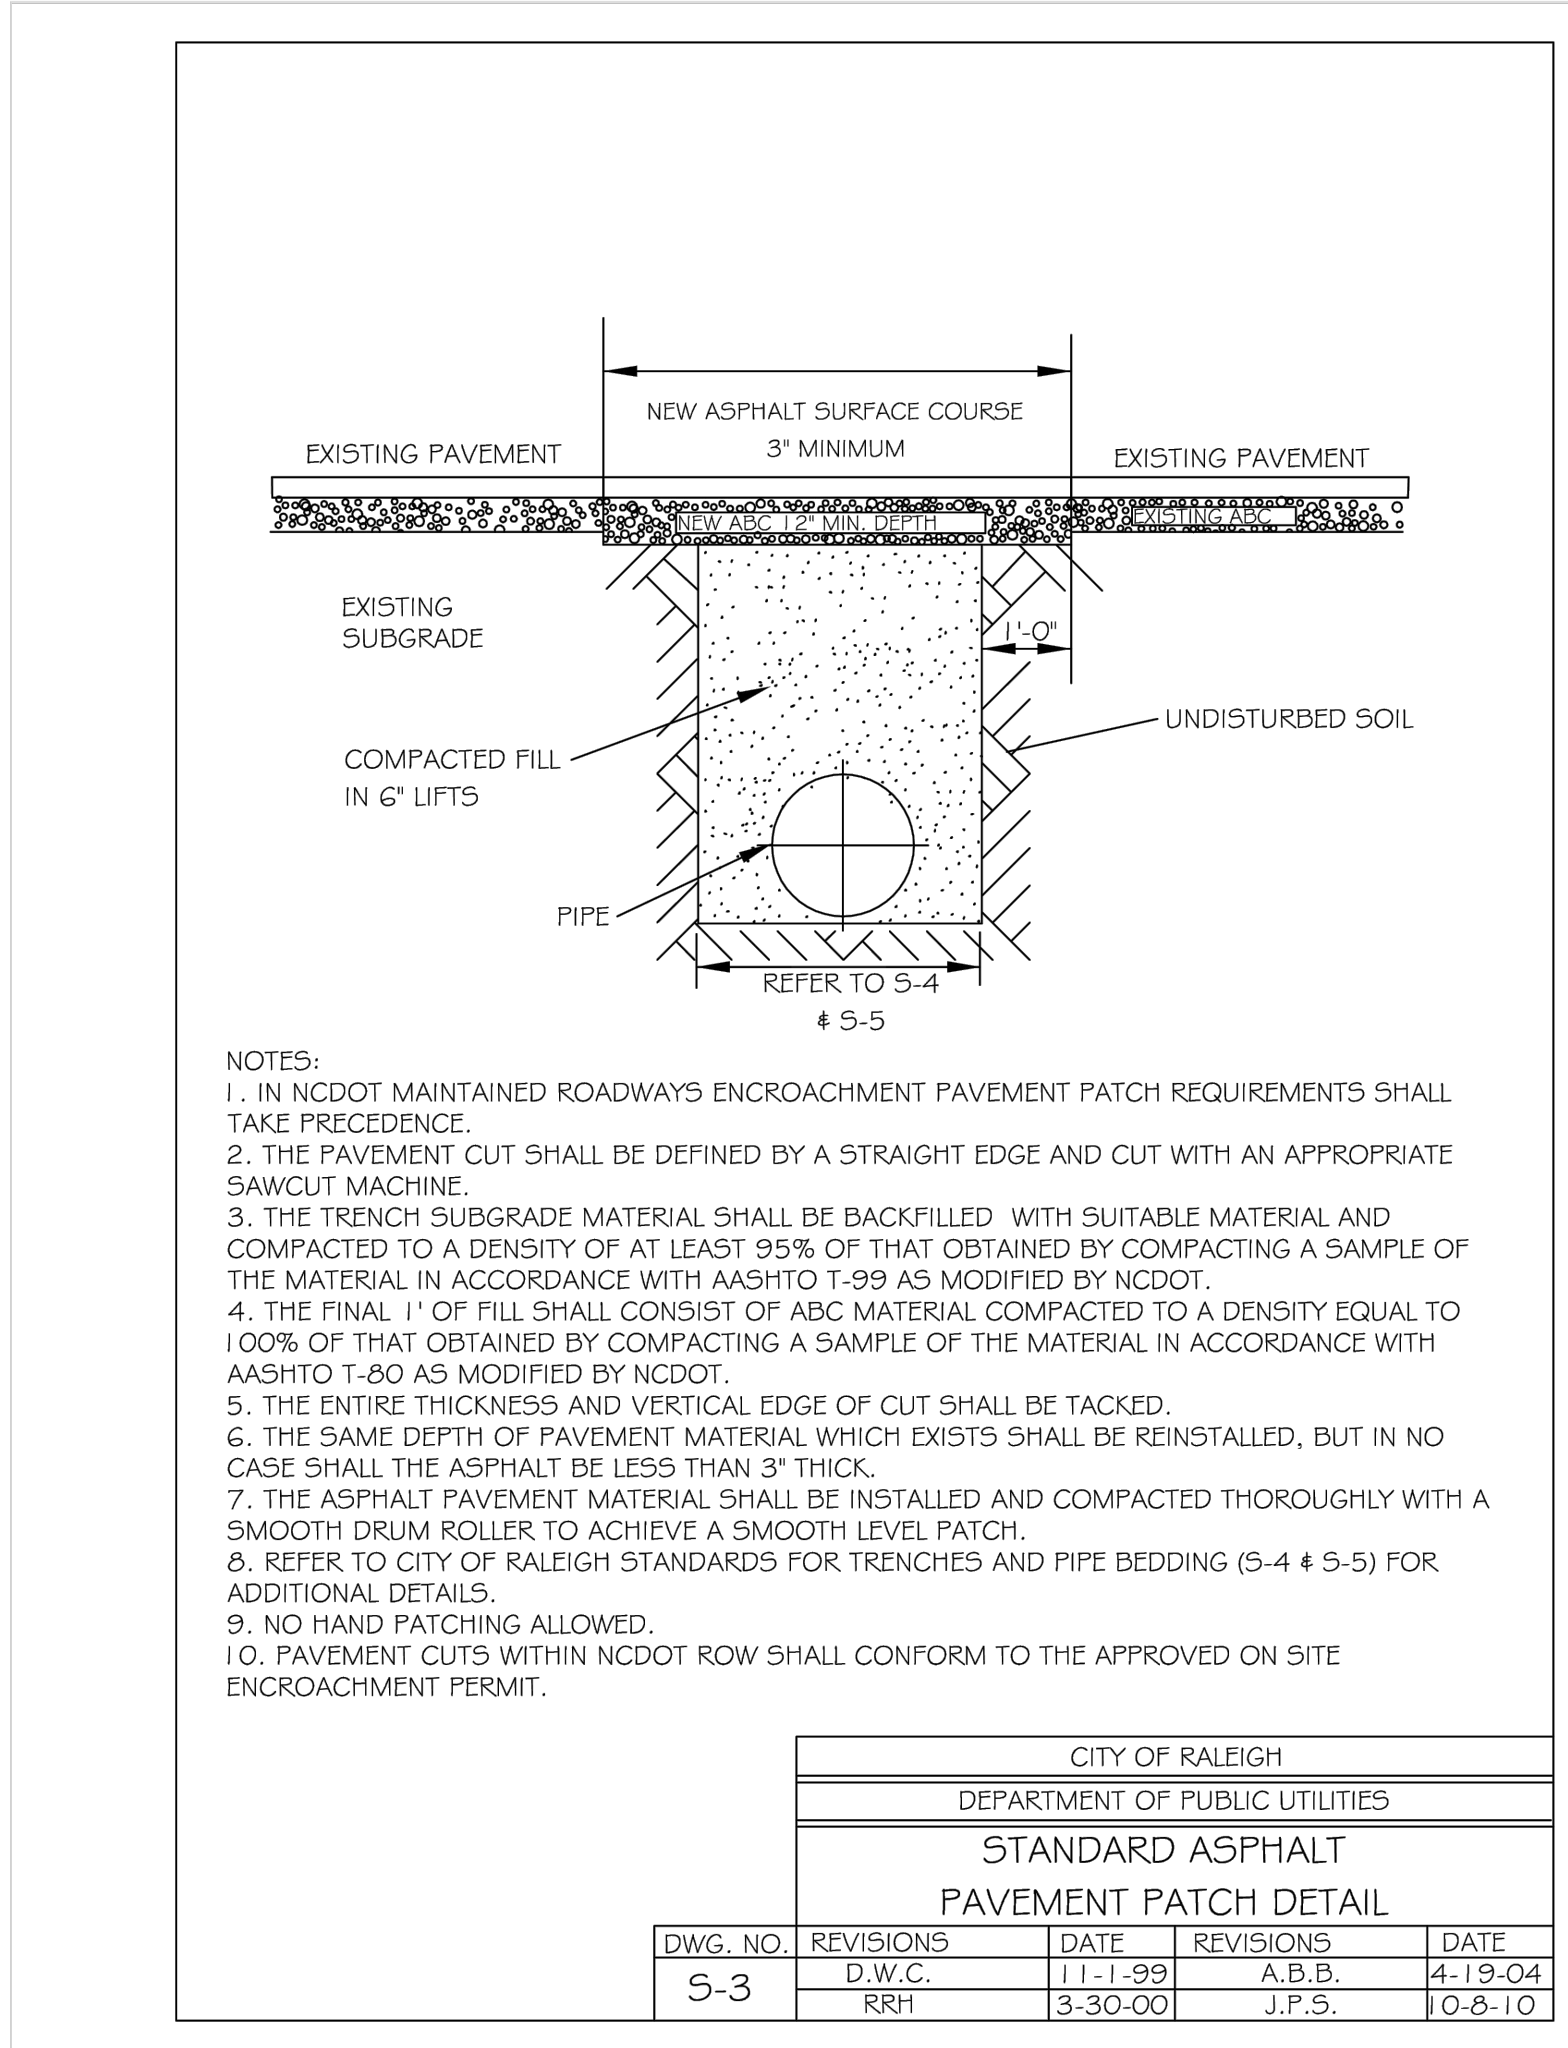 NEW ASPHALT SURFACE COURSE
3" MINIMUM
EXISTING PAVEMENT
EXISTING PAVEMENT
NEW ABC 12" MIN. DEPTH
EXISTING ABC
EXISTING
SUBGRADE
1'-0"
UNDISTURBED SOIL
COMPACTED FILL
IN 6" LIFTS
PIPE
REFER TO S-4
& S-5
NOTES:
1. IN NCDOT MAINTAINED ROADWAYS ENCROACHMENT PAVEMENT PATCH REQUIREMENTS SHALL
TAKE PRECEDENCE.
2. THE PAVEMENT CUT SHALL BE DEFINED BY A STRAIGHT EDGE AND CUT WITH AN APPROPRIATE
SAWCUT MACHINE.
3. THE TRENCH SUBGRADE MATERIAL SHALL BE BACKFILLED WITH SUITABLE MATERIAL AND
COMPACTED TO A DENSITY OF AT LEAST 95% OF THAT OBTAINED BY COMPACTING A SAMPLE OF
THE MATERIAL IN ACCORDANCE WITH AASHTO T-99 AS MODIFIED BY NCDOT.
4. THE FINAL 1' OF FILL SHALL CONSIST OF ABC MATERIAL COMPACTED TO A DENSITY EQUAL TO
100% OF THAT OBTAINED BY COMPACTING A SAMPLE OF THE MATERIAL IN ACCORDANCE WITH
AASHTO T-80 AS MODIFIED BY NCDOT.
5. THE ENTIRE THICKNESS AND VERTICAL EDGE OF CUT SHALL BE TACKED.
6. THE SAME DEPTH OF PAVEMENT MATERIAL WHICH EXISTS SHALL BE REINSTALLED, BUT IN NO
CASE SHALL THE ASPHALT BE LESS THAN 3" THICK.
7. THE ASPHALT PAVEMENT MATERIAL SHALL BE INSTALLED AND COMPACTED THOROUGHLY WITH A
SMOOTH DRUM ROLLER TO ACHIEVE A SMOOTH LEVEL PATCH.
8. REFER TO CITY OF RALEIGH STANDARDS FOR TRENCHES AND PIPE BEDDING (S-4 & S-5) FOR
ADDITIONAL DETAILS.
9. NO HAND PATCHING ALLOWED.
10. PAVEMENT CUTS WITHIN NCDOT ROW SHALL CONFORM TO THE APPROVED ON SITE
ENCROACHMENT PERMIT.
CITY OF RALEIGH
DEPARTMENT OF PUBLIC UTILITIES
STANDARD ASPHALT
PAVEMENT PATCH DETAIL
DWG. NO. REVISIONS DATE REVISIONS DATE
S-3
D.W.C. 11-1-99 A.B.B. 4-19-04
RRH 3-30-00 J.P.S. 10-8-10